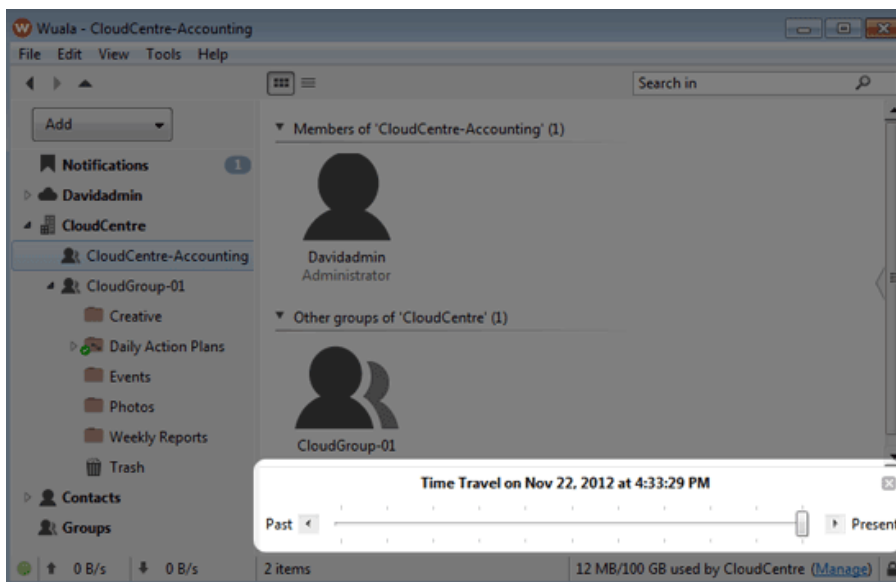 Wuala - CloudCentre-Accounting
File Edit View Tools Help
Search in
Add
Notifications 1
Davidadmin
CloudCentre
CloudCentre-Accounting
CloudGroup-01
Creative
Daily Action Plans
Events
Photos
Weekly Reports
Trash
Contacts
Groups
Members of 'CloudCentre-Accounting' (1)
Davidadmin
Administrator
Other groups of 'CloudCentre' (1)
CloudGroup-01
Time Travel on Nov 22, 2012 at 4:33:29 PM
Past Present
0 B/s 0 B/s 2 items 12 MB/100 GB used by CloudCentre (Manage)